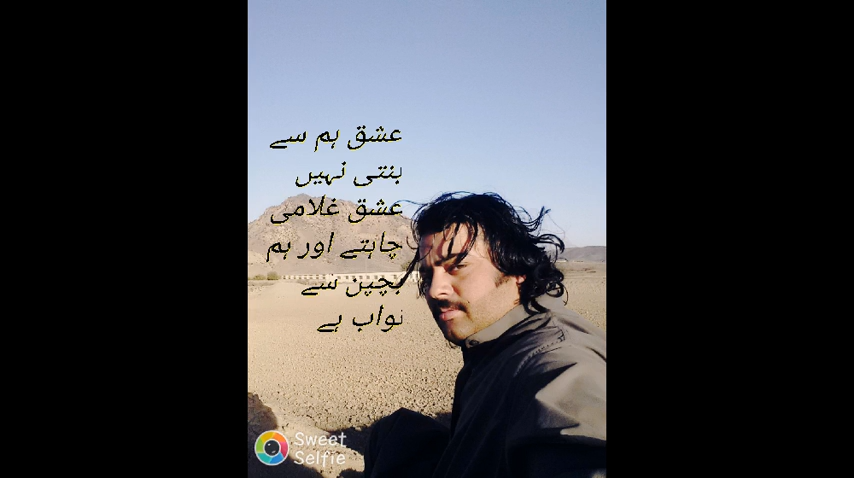 عشق ہم سے
بنتی نہیں
عشق غلامی
چاہتے اور ہم
بچپن سے
نواب ہے
Sweet
Selfie